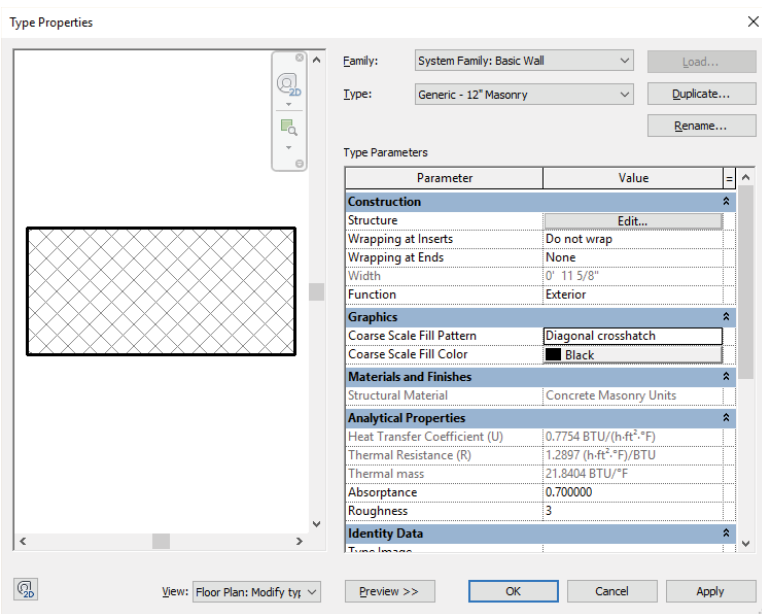 Type Properties
2D
Family: System Family: Basic Wall Load...
Type: Generic - 12" Masonry Duplicate...
Rename...
Type Parameters
Parameter Value =
Construction
Structure Edit...
Wrapping at Inserts Do not wrap
Wrapping at Ends None
Width 0' 11 5/8"
Function Exterior
Graphics
Coarse Scale Fill Pattern Diagonal crosshatch
Coarse Scale Fill Color Black
Materials and Finishes
Structural Material Concrete Masonry Units
Analytical Properties
Heat Transfer Coefficient (U) 0.7754 BTU/(h·ft²·°F)
Thermal Resistance (R) 1.2897 (h·ft²·°F)/BTU
Thermal mass 21.8404 BTU/°F
Absorptance 0.700000
Roughness 3
Identity Data
Type Image
2D View: Floor Plan: Modify typ Preview >> OK Cancel Apply